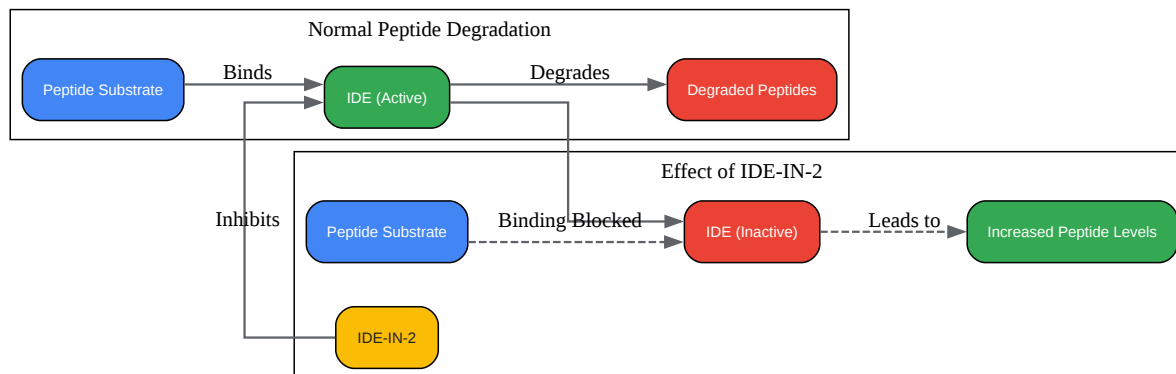 Normal Peptide Degradation
Peptide Substrate
Binds
IDE (Active)
Degrades
Degraded Peptides
Effect of IDE-IN-2
Inhibits
Peptide Substrate
Binding Blocked
IDE (Inactive)
Leads to
Increased Peptide Levels
IDE-IN-2